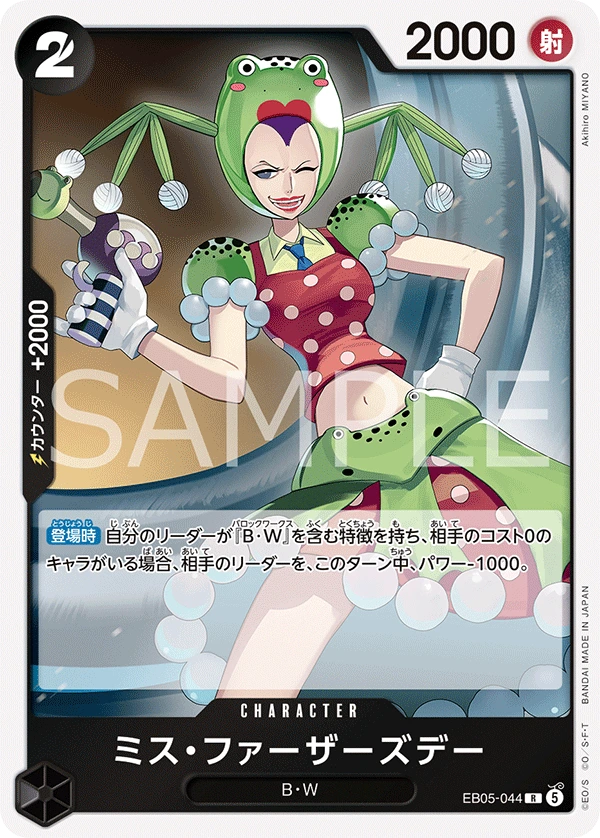 2
2000 射
Akihiro MIYANO
カウンター +2000
SAMPLE
登場時 自分のリーダーが『B・W』を含む特徴を持ち、相手のコスト0の
キャラがいる場合、相手のリーダーを、このターン中、パワー-1000。
CHARACTER
ミス・ファーザーズデー
B・W
EB05-044 R 5
©E.O/S ©O/S・F・T BANDAI MADE IN JAPAN